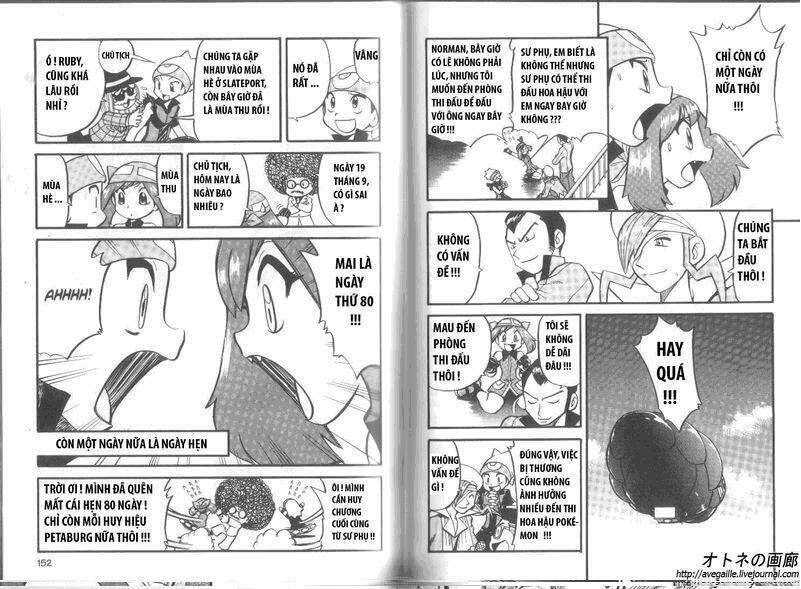 VÂNG
NÓ ĐÃ
RẤT ...
CHÚNG TA GẶP
NHAU VÀO MÙA
HÈ Ở SLATEPORT,
CÒN BÂY GIỜ ĐÃ
LÀ MÙA THU RỒI !
CHỦ TỊCH
Ồ ! RUBY,
CŨNG KHÁ
LÂU RỒI
NHỈ ?
NGÀY 19
THÁNG 9,
CÓ GÌ SAI
À ?
CHỦ TỊCH,
HÔM NAY LÀ
NGÀY BAO
NHIÊU ?
MÙA
THU
MÙA
HÈ ...
MAI LÀ
NGÀY
THỨ 80
!!!
AHHHH!
CÒN MỘT NGÀY NỮA LÀ NGÀY HẸN
ÔI ! MÌNH
CẦN HUY
CHƯƠNG
CUỐI CÙNG
TỪ SƯ PHỤ !
TRỜI ƠI ! MÌNH ĐÃ QUÊN
MẤT CÁI HẸN 80 NGÀY !
CHỈ CÒN MỖI HUY HIỆU
PETABURG NỮA THÔI !!!
152
CHỈ CÒN CÓ
MỘT NGÀY
NỮA THÔI
!!!
SƯ PHỤ, EM BIẾT LÀ
KHÔNG THỂ NHƯNG
SƯ PHỤ CÓ THỂ THI
ĐẤU HOA HẬU VỚI
EM NGAY BÂY GIỜ
KHÔNG ???
NORMAN, BÂY GIỜ
CÓ LẼ KHÔNG PHẢI
LÚC, NHƯNG TÔI
MUỐN ĐẾN PHÒNG
THI ĐẤU ĐỂ ĐẤU
VỚI ÔNG NGAY BÂY
GIỜ !!!
CHÚNG
TA BẮT
ĐẦU
THÔI !
KHÔNG
CÓ VẤN
ĐỀ !!!
HAY
QUÁ
!!!
TÔI SẼ
KHÔNG
DỄ DÃI
ĐÂU !!!
MAU ĐẾN
PHÒNG
THI ĐẤU
THÔI !
ĐÚNG VẬY, VIỆC
BỊ THƯƠNG
CŨNG KHÔNG
ẢNH HƯỞNG
NHIỀU ĐẾN THI
HOA HẬU POKÉ-
MON !!!
KHÔNG
VẤN ĐỀ
GÌ !
オトネの画廊
http://avegaille.livejournal.com